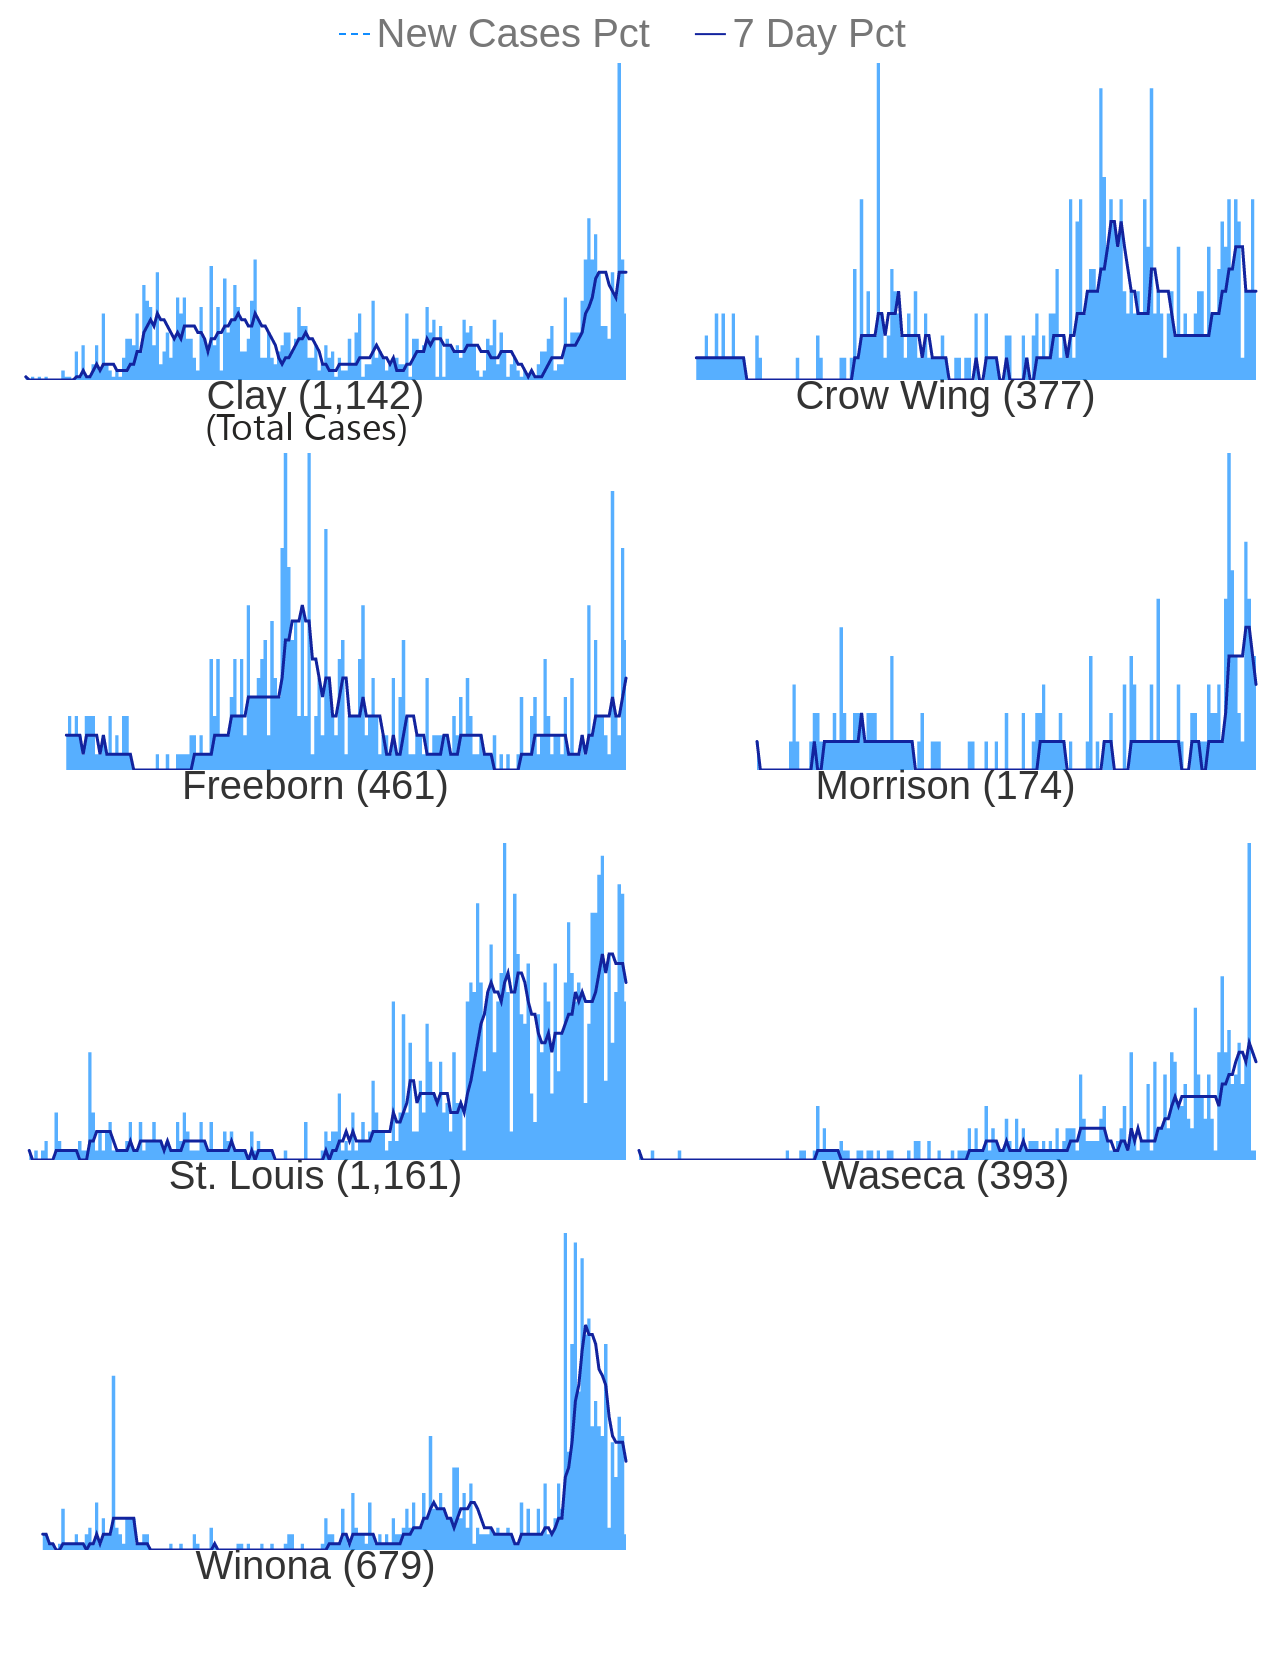 New Cases Pct 7 Day Pct
Clay (1,142) Crow Wing (377)
(Total Cases)
Freeborn (461) Morrison (174)
St. Louis (1,161) Waseca (393)
Winona (679)